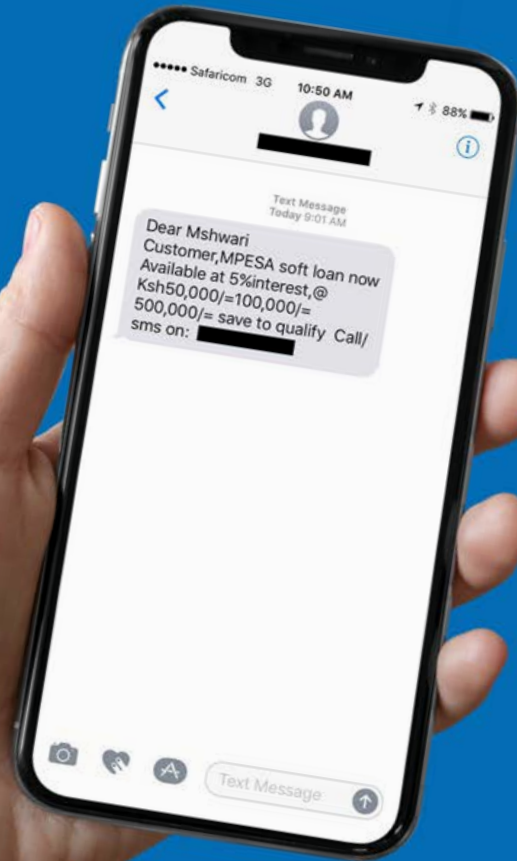 Safaricom 3G 10:50 AM 88%
Text Message
Today 9:01 AM
Dear Mshwari
Customer,MPESA soft loan now
Available at 5%interest,@
Ksh50,000/=100,000/=
500,000/= save to qualify Call/
sms on:
Text Message